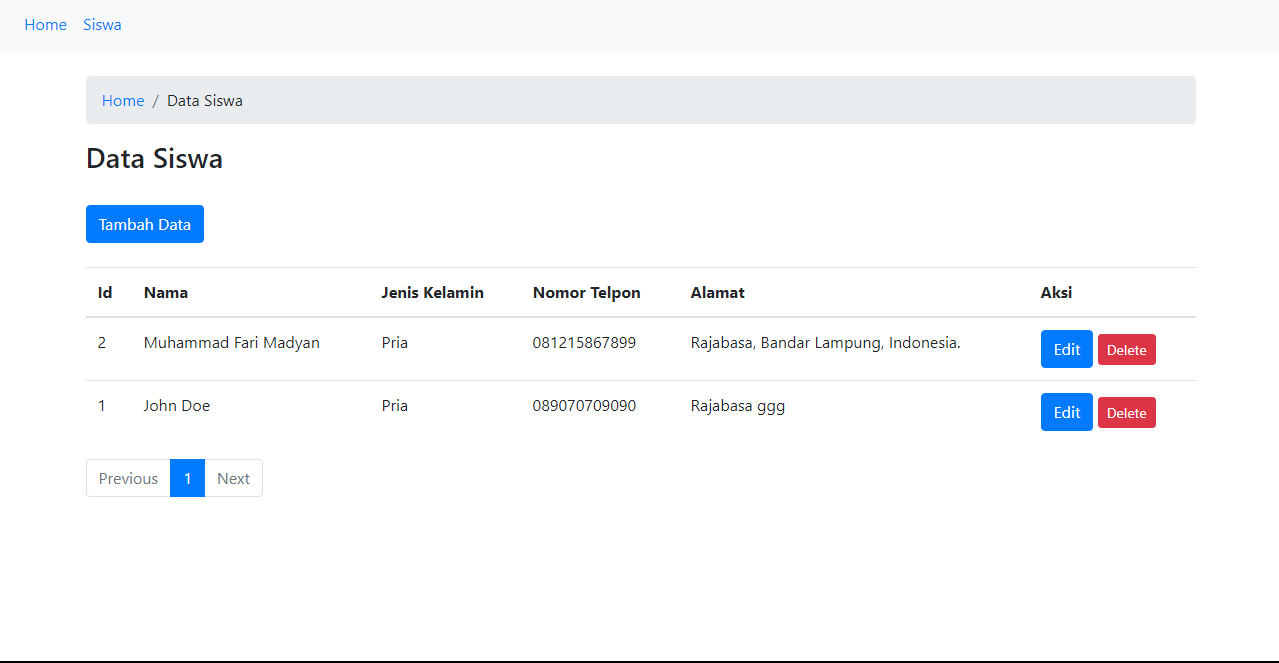 Home Siswa
Home / Data Siswa
Data Siswa
Tambah Data
Id Nama Jenis Kelamin Nomor Telpon Alamat Aksi
2 Muhammad Fari Madyan Pria 081215867899 Rajabasa, Bandar Lampung, Indonesia. Edit Delete
1 John Doe Pria 089070709090 Rajabasa ggg Edit Delete
Previous 1 Next